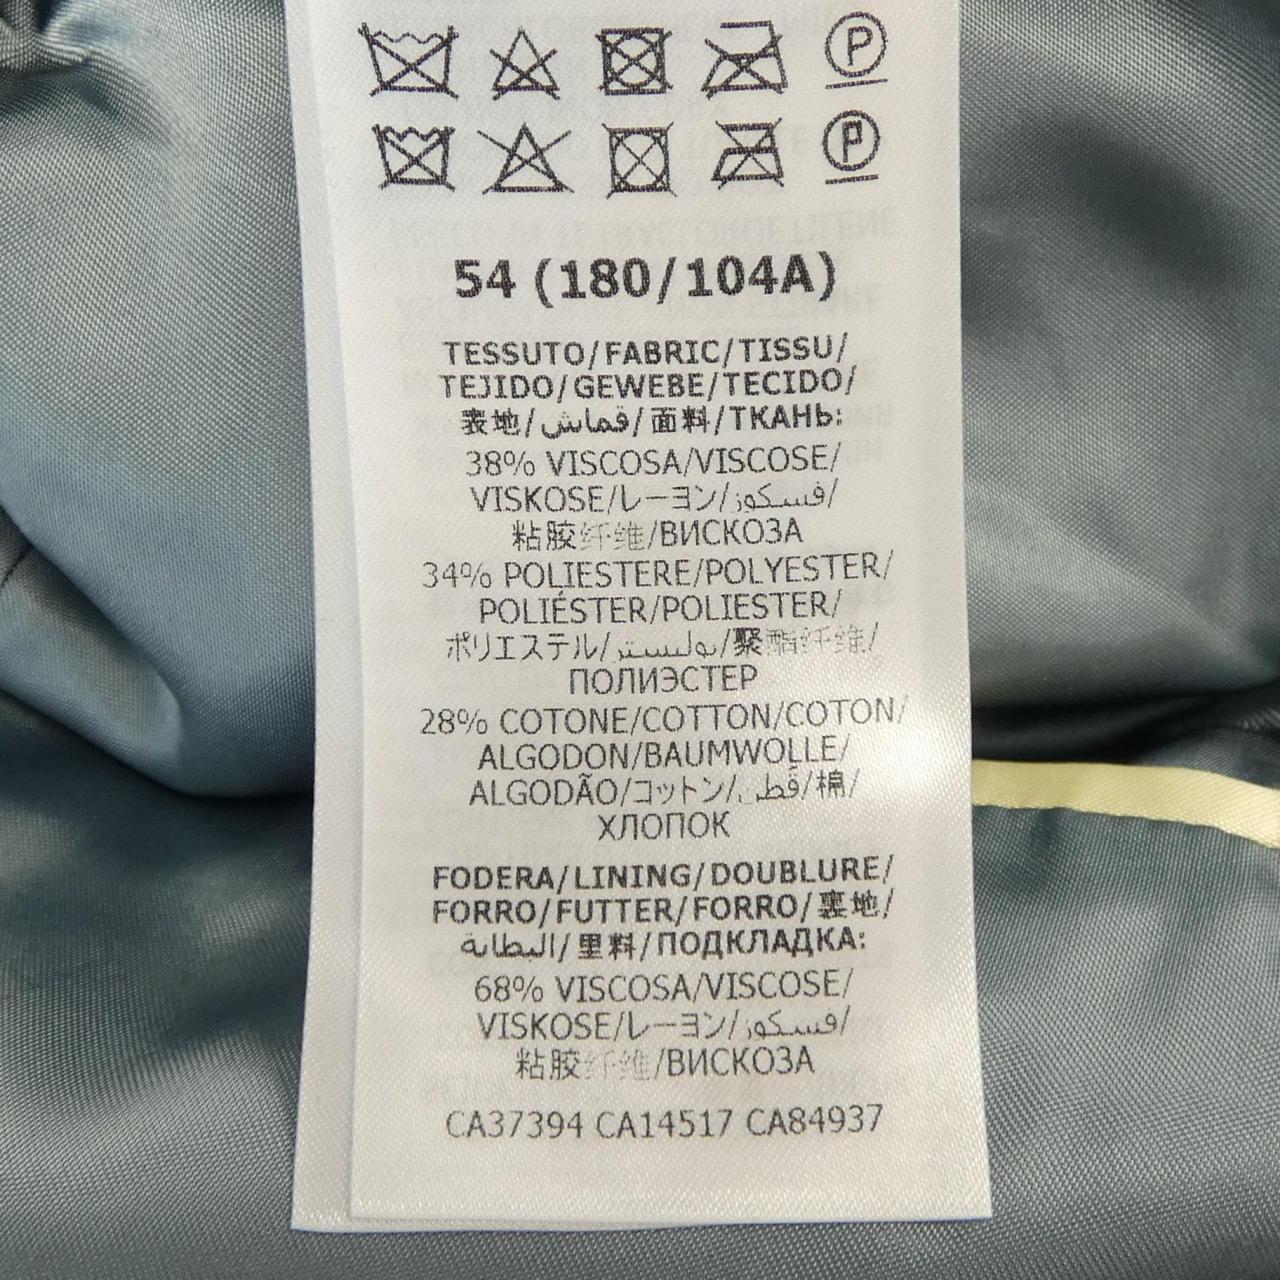 54 (180/104A)
TESSUTO/FABRIC/TISSU/
TEJIDO/GEWEBE/TECIDO/
表地/قماش/面料/ТКАНЬ:
38% VISCOSA/VISCOSE/
VISKOSE/レーヨン/فسكوز/
粘胶纤维/ВИСКОЗА
34% POLIESTERE/POLYESTER/
POLIÉSTER/POLIESTER/
ポリエステル/بوليستر/聚酯纤维/
ПОЛИЭСТЕР
28% COTONE/COTTON/COTON/
ALGODON/BAUMWOLLE/
ALGODÃO/コットン/قطن/棉/
ХЛОПОК
FODERA/LINING/DOUBLURE/
FORRO/FUTTER/FORRO/裏地/
البطانة/里料/ПОДКЛАДКА:
68% VISCOSA/VISCOSE/
VISKOSE/レーヨン/فسكوز/
粘胶纤维/ВИСКОЗА
CA37394 CA14517 CA84937